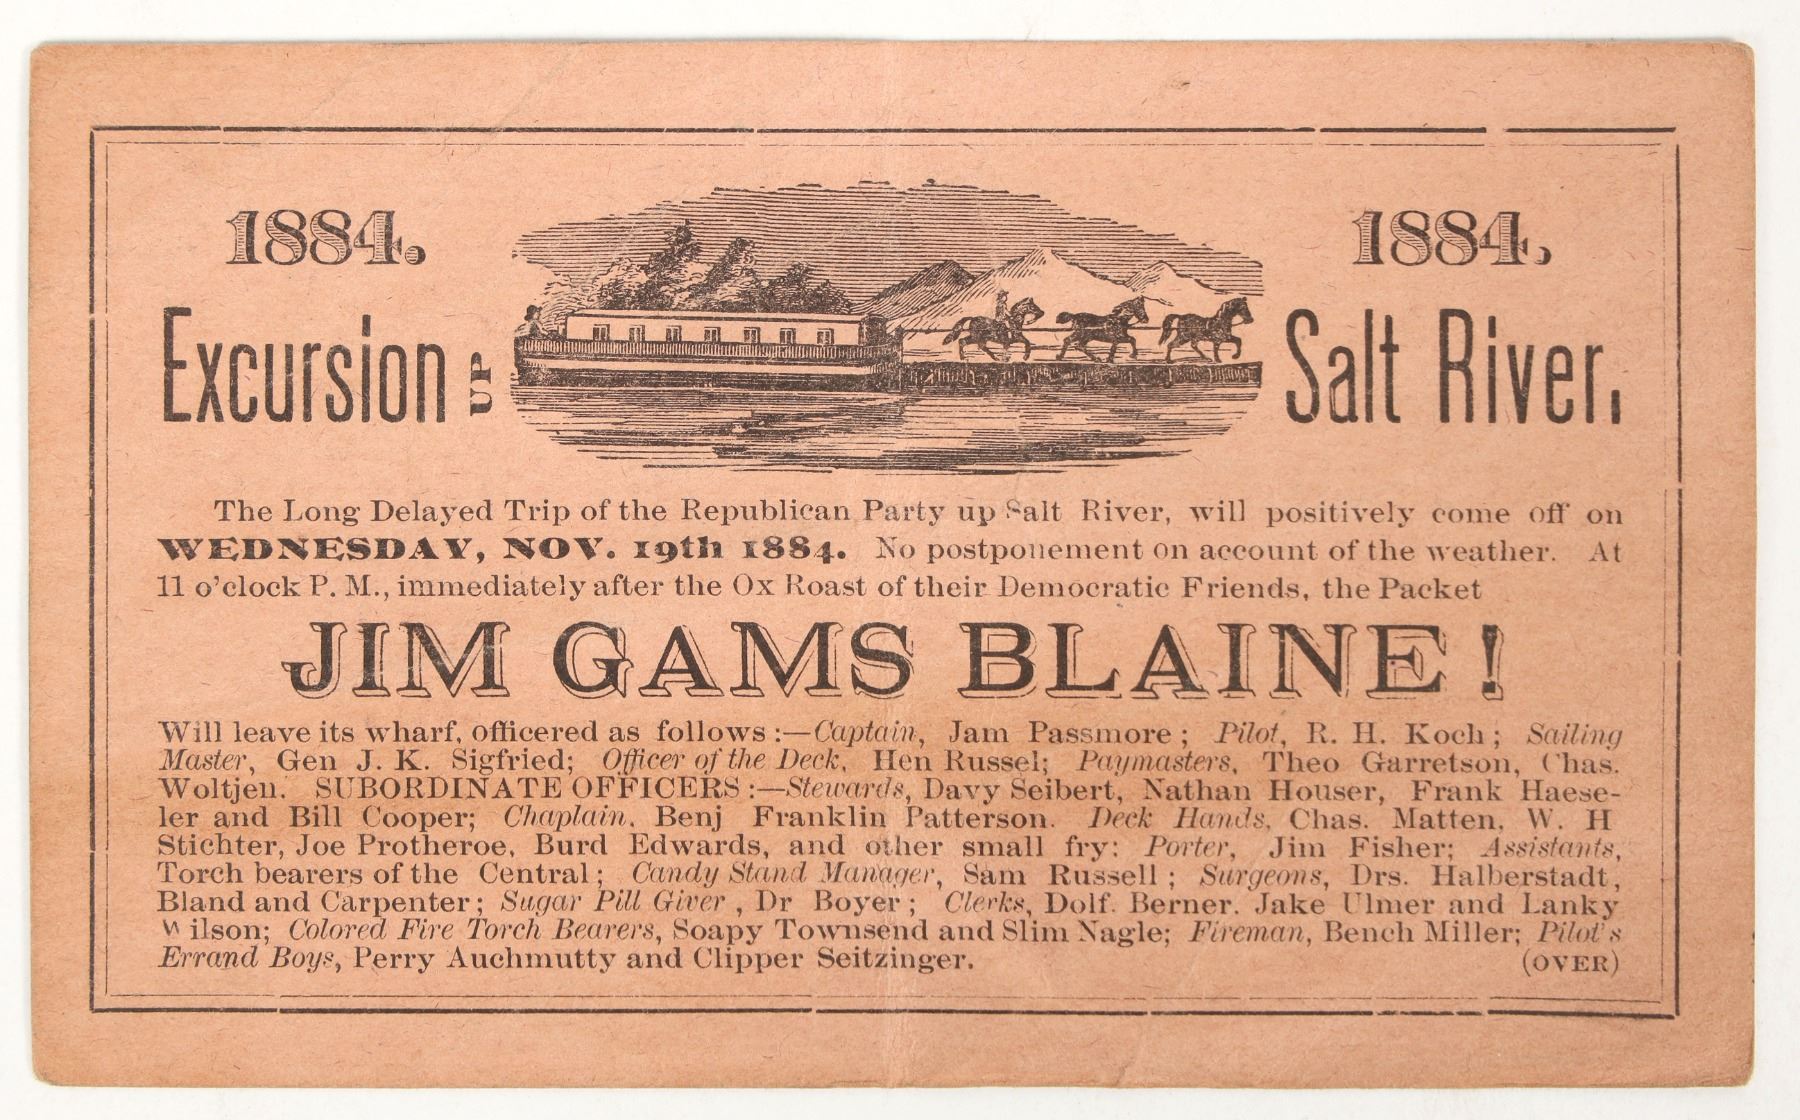 1884. 1884.
Excursion UP Salt River.
The Long Delayed Trip of the Republican Party up Salt River, will positively come off on
WEDNESDAY, NOV. 19th 1884. No postponement on account of the weather. At
11 o'clock P. M., immediately after the Ox Roast of their Democratic Friends, the Packet
JIM GAMS BLAINE!
Will leave its wharf, officered as follows:—Captain, Jam Passmore; Pilot, R. H. Koch; Sailing
Master, Gen J. K. Sigfried; Officer of the Deck, Hen Russel; Paymasters, Theo Garretson, Chas.
Woltjen. SUBORDINATE OFFICERS:—Stewards, Davy Seibert, Nathan Houser, Frank Haese-
ler and Bill Cooper; Chaplain, Benj Franklin Patterson. Deck Hands, Chas. Matten, W. H
Stichter, Joe Protheroe, Burd Edwards, and other small fry: Porter, Jim Fisher; Assistants,
Torch bearers of the Central; Candy Stand Manager, Sam Russell; Surgeons, Drs. Halberstadt,
Bland and Carpenter; Sugar Pill Giver, Dr Boyer; Clerks, Dolf. Berner. Jake Ulmer and Lanky
Wilson; Colored Fire Torch Bearers, Soapy Townsend and Slim Nagle; Fireman, Bench Miller; Pilot's
Errand Boys, Perry Auchmutty and Clipper Seitzinger. (OVER)